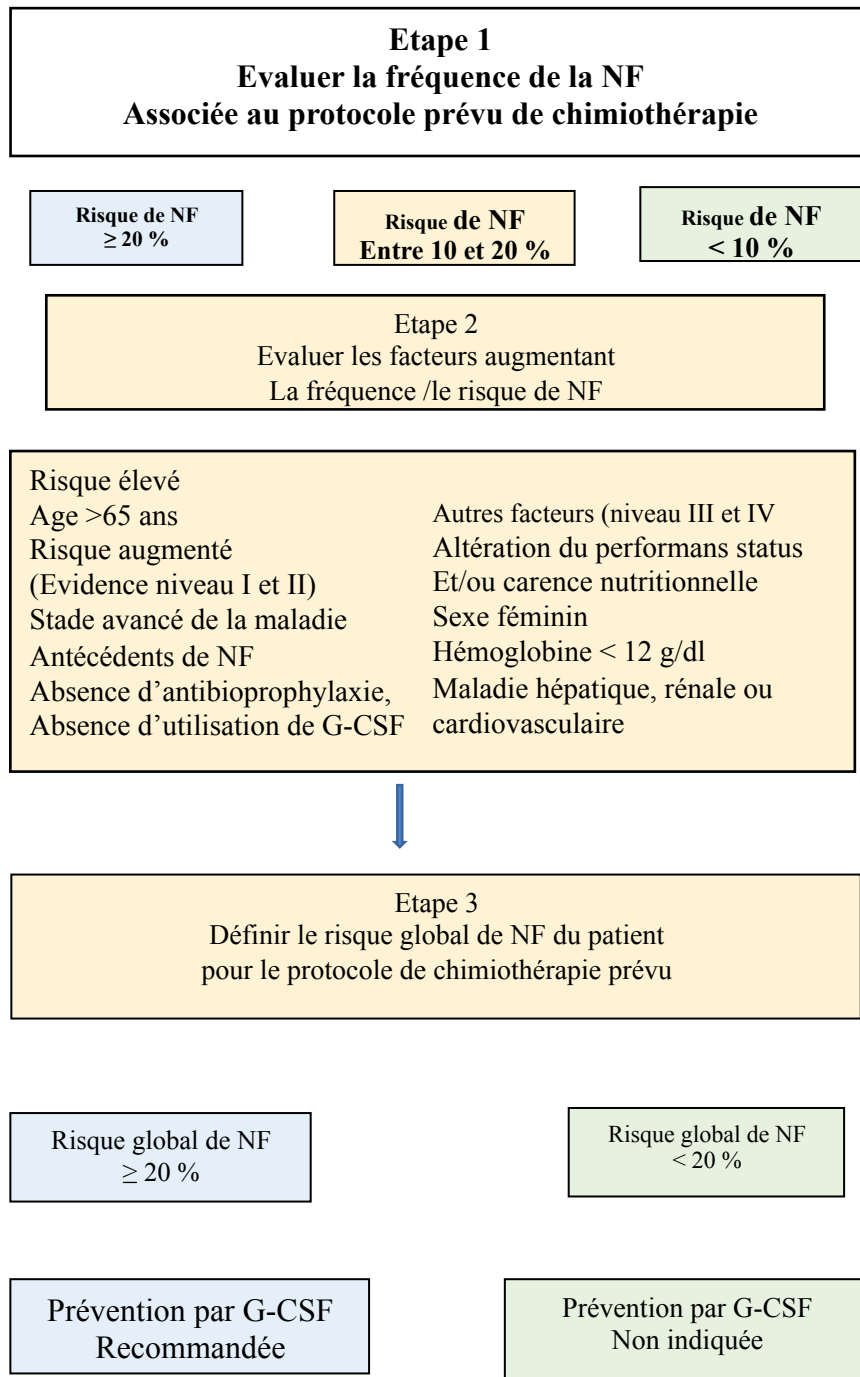 Etape 1
Evaluer la fréquence de la NF
Associée au protocole prévu de chimiothérapie
Risque de NF
≥ 20 %
Risque de NF
Entre 10 et 20 %
Risque de NF
< 10 %
Etape 2
Evaluer les facteurs augmentant
La fréquence /le risque de NF
Risque élevé
Age >65 ans
Risque augmenté
(Evidence niveau I et II)
Stade avancé de la maladie
Antécédents de NF
Absence d’antibioprophylaxie,
Absence d’utilisation de G-CSF
Autres facteurs (niveau III et IV
Altération du performans status
Et/ou carence nutritionnelle
Sexe féminin
Hémoglobine < 12 g/dl
Maladie hépatique, rénale ou
cardiovasculaire
Etape 3
Définir le risque global de NF du patient
pour le protocole de chimiothérapie prévu
Risque global de NF
≥ 20 %
Risque global de NF
< 20 %
Prévention par G-CSF
Recommandée
Prévention par G-CSF
Non indiquée